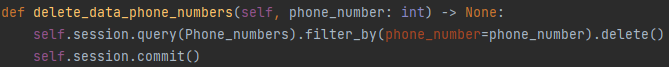 def delete_data_phone_numbers(self, phone_number: int) -> None:
    self.session.query(Phone_numbers).filter_by(phone_number=phone_number).delete()
    self.session.commit()